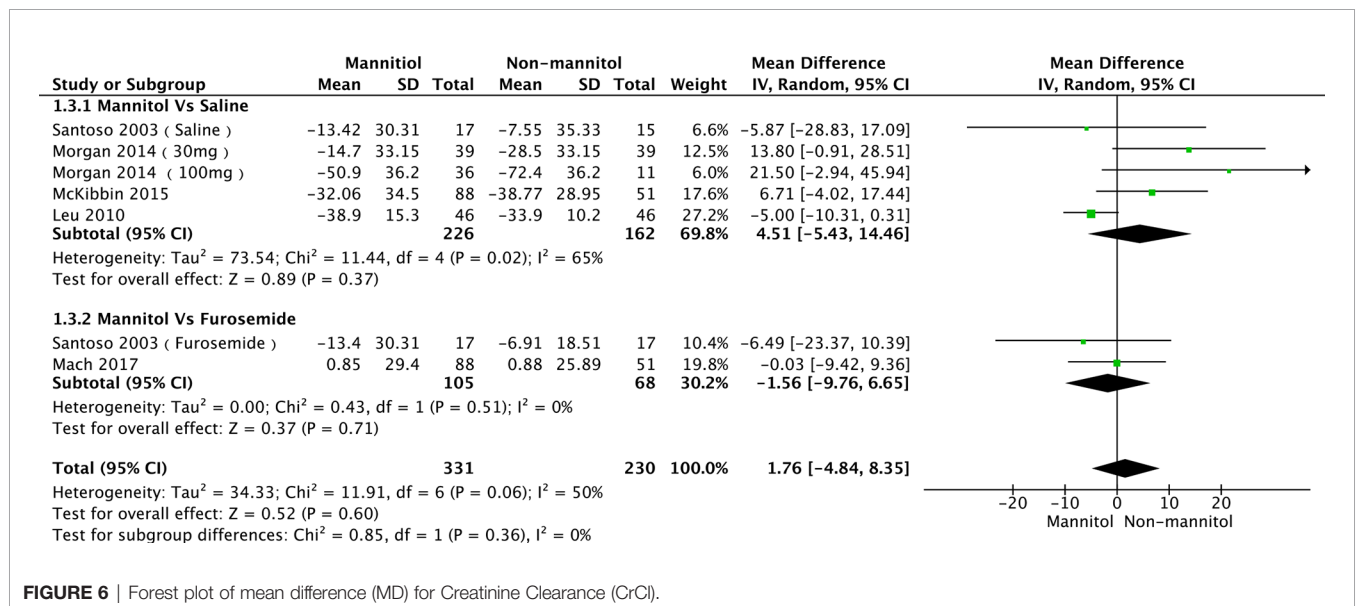 Mannitiol Non-mannitol Mean Difference Mean Difference
Study or Subgroup Mean SD Total Mean SD Total Weight IV, Random, 95% CI IV, Random, 95% CI
1.3.1 Mannitol Vs Saline
Santoso 2003 ( Saline ) -13.42 30.31 17 -7.55 35.33 15 6.6% -5.87 [-28.83, 17.09]
Morgan 2014 ( 30mg ) -14.7 33.15 39 -28.5 33.15 39 12.5% 13.80 [-0.91, 28.51]
Morgan 2014 ( 100mg ) -50.9 36.2 36 -72.4 36.2 11 6.0% 21.50 [-2.94, 45.94]
McKibbin 2015 -32.06 34.5 88 -38.77 28.95 51 17.6% 6.71 [-4.02, 17.44]
Leu 2010 -38.9 15.3 46 -33.9 10.2 46 27.2% -5.00 [-10.31, 0.31]
Subtotal (95% CI) 226 162 69.8% 4.51 [-5.43, 14.46]
Heterogeneity: Tau² = 73.54; Chi² = 11.44, df = 4 (P = 0.02); I² = 65%
Test for overall effect: Z = 0.89 (P = 0.37)
1.3.2 Mannitol Vs Furosemide
Santoso 2003 ( Furosemide ) -13.4 30.31 17 -6.91 18.51 17 10.4% -6.49 [-23.37, 10.39]
Mach 2017 0.85 29.4 88 0.88 25.89 51 19.8% -0.03 [-9.42, 9.36]
Subtotal (95% CI) 105 68 30.2% -1.56 [-9.76, 6.65]
Heterogeneity: Tau² = 0.00; Chi² = 0.43, df = 1 (P = 0.51); I² = 0%
Test for overall effect: Z = 0.37 (P = 0.71)
Total (95% CI) 331 230 100.0% 1.76 [-4.84, 8.35]
Heterogeneity: Tau² = 34.33; Chi² = 11.91, df = 6 (P = 0.06); I² = 50%
Test for overall effect: Z = 0.52 (P = 0.60)
Test for subgroup differences: Chi² = 0.85, df = 1 (P = 0.36), I² = 0%
-20 -10 0 10 20
Mannitol Non-mannitol
FIGURE 6 | Forest plot of mean difference (MD) for Creatinine Clearance (CrCl).